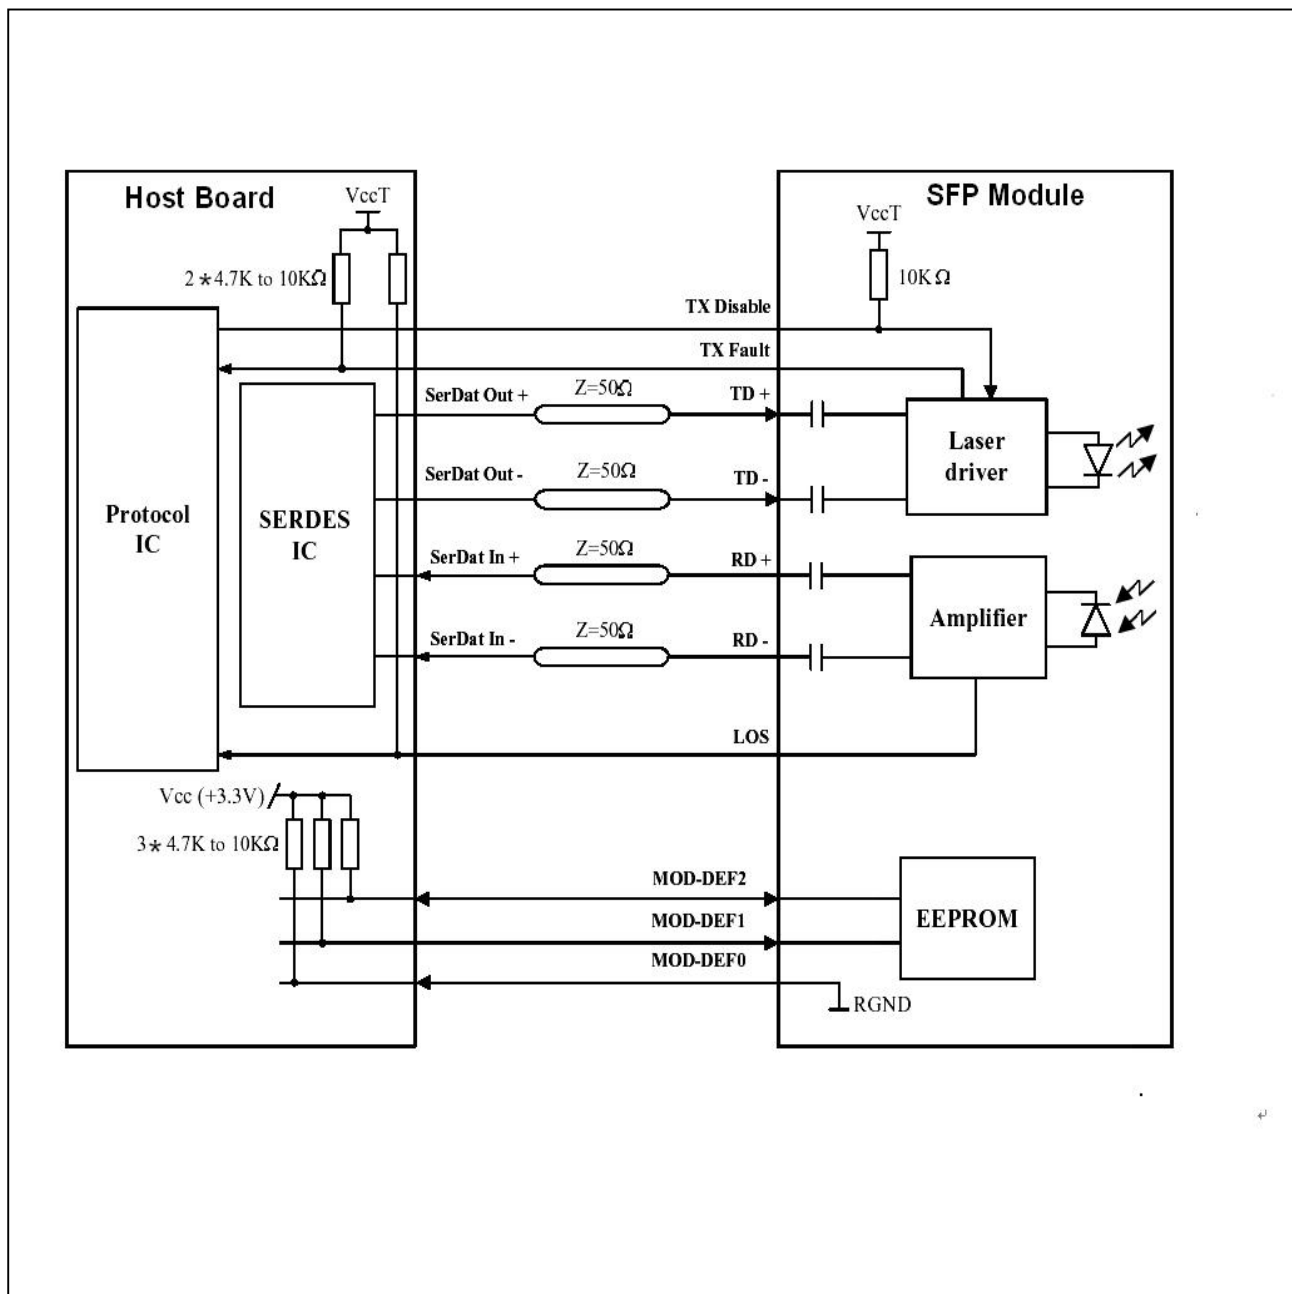 Host Board
SFP Module
VccT
VccT
2*4.7K to 10KΩ
10KΩ
TX Disable
TX Fault
SerDat Out +
Z=50Ω
TD +
SerDat Out -
Z=50Ω
TD -
Laser
driver
Protocol
IC
SERDES
IC
SerDat In +
Z=50Ω
RD +
SerDat In -
Z=50Ω
RD -
Amplifier
LOS
Vcc (+3.3V)
3* 4.7K to 10KΩ
MOD-DEF2
MOD-DEF1
MOD-DEF0
EEPROM
RGND